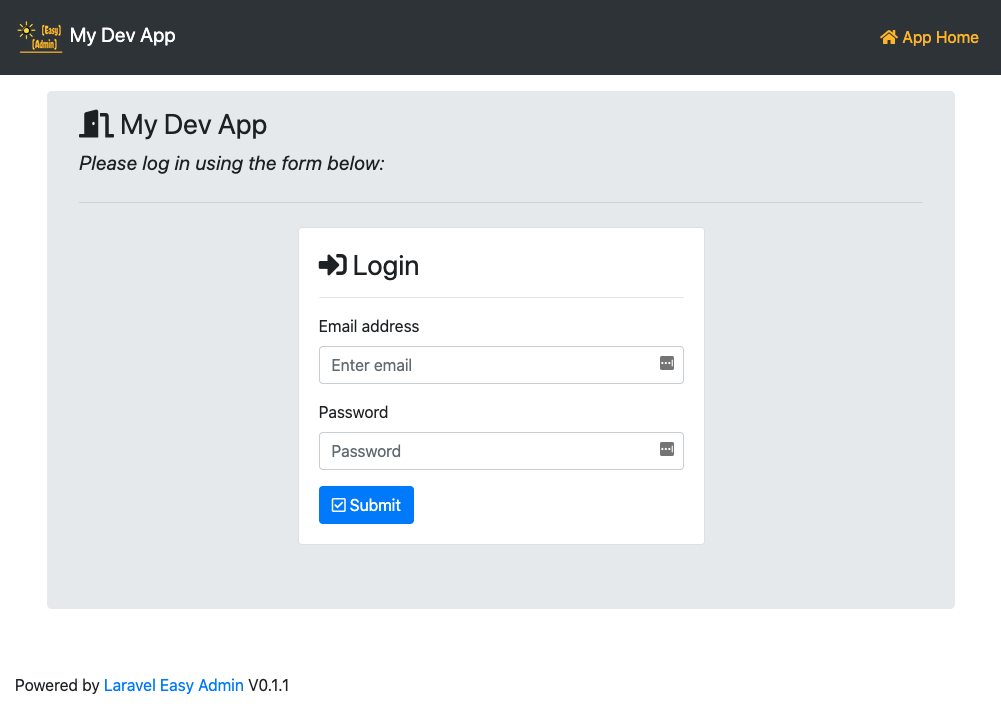 [Easy]
[Admin]
My Dev App
App Home
My Dev App
Please log in using the form below:
Login
Email address
Enter email
Password
Password
Submit
Powered by Laravel Easy Admin V0.1.1